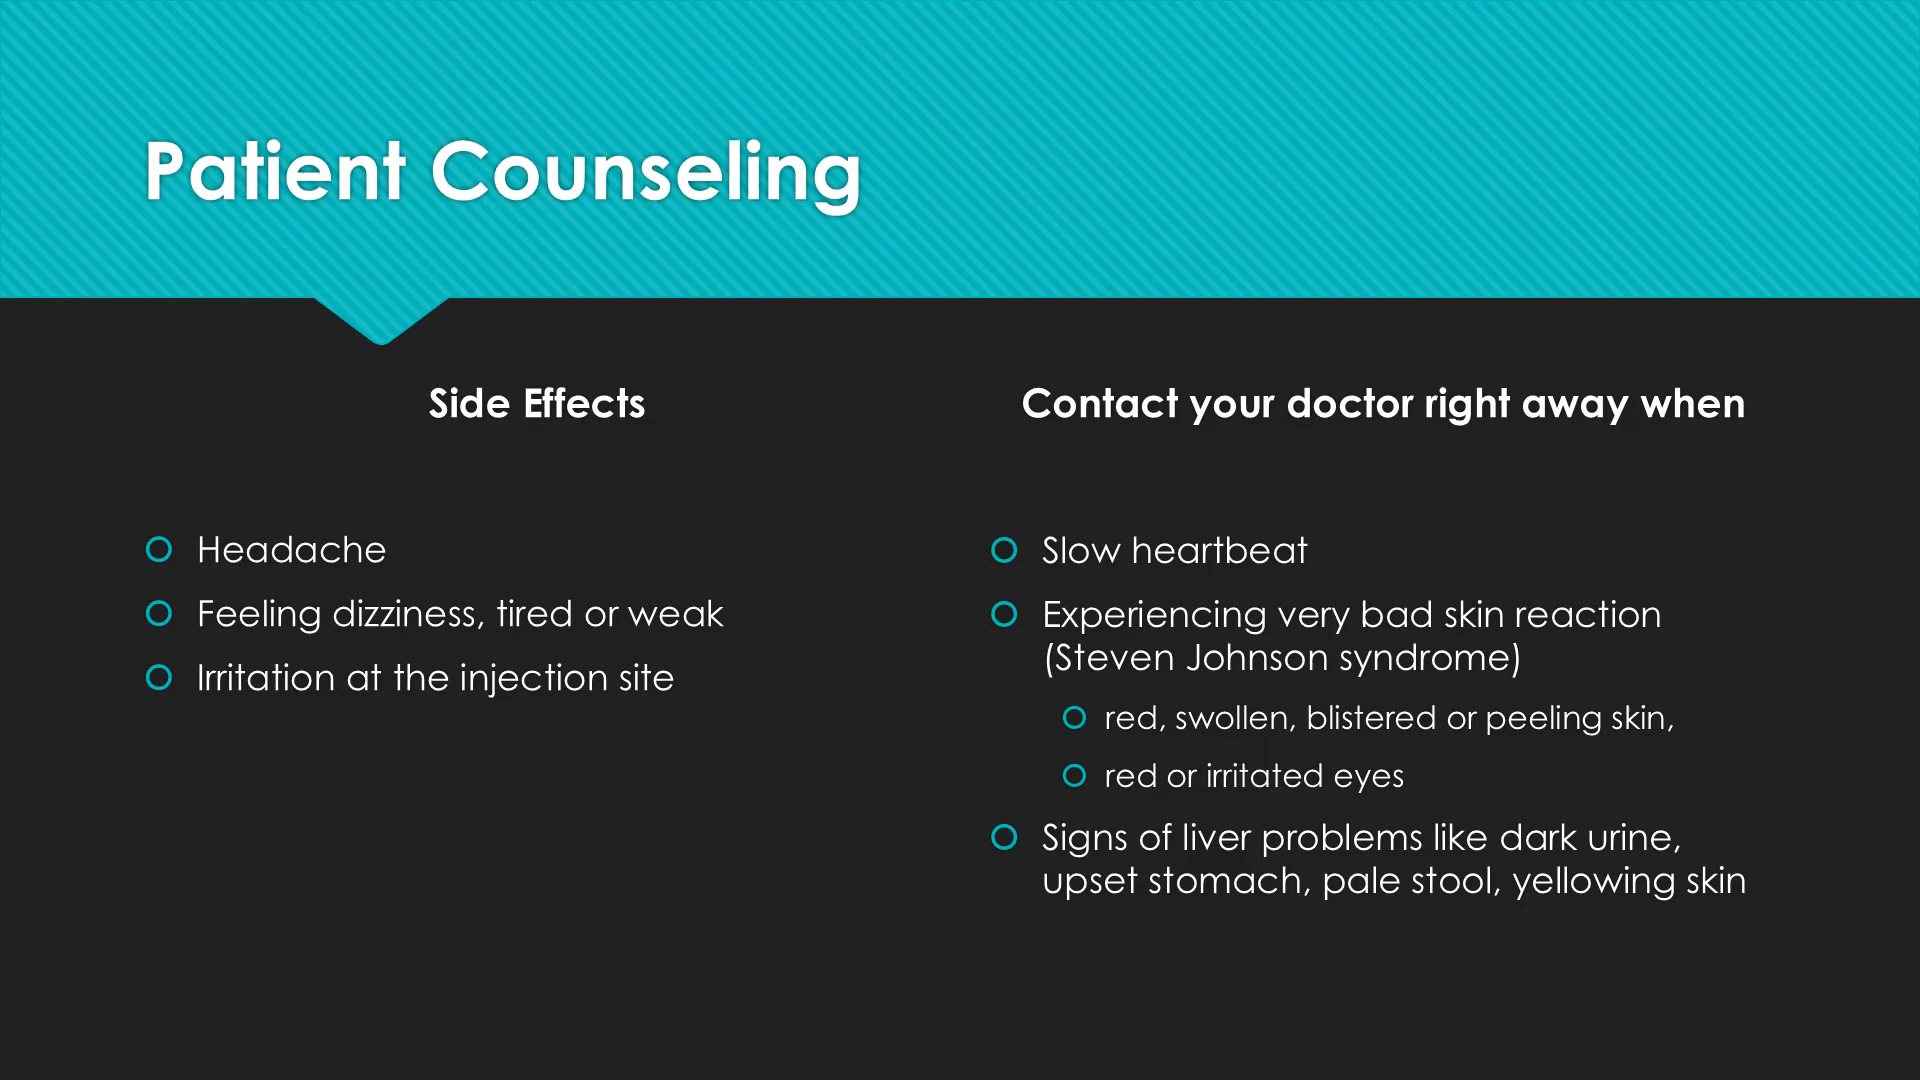 Patient Counseling
Side Effects
Headache
Feeling dizziness, tired or weak
Irritation at the injection site
Contact your doctor right away when
Slow heartbeat
Experiencing very bad skin reaction
(Steven Johnson syndrome)
red, swollen, blistered or peeling skin,
red or irritated eyes
Signs of liver problems like dark urine,
upset stomach, pale stool, yellowing skin